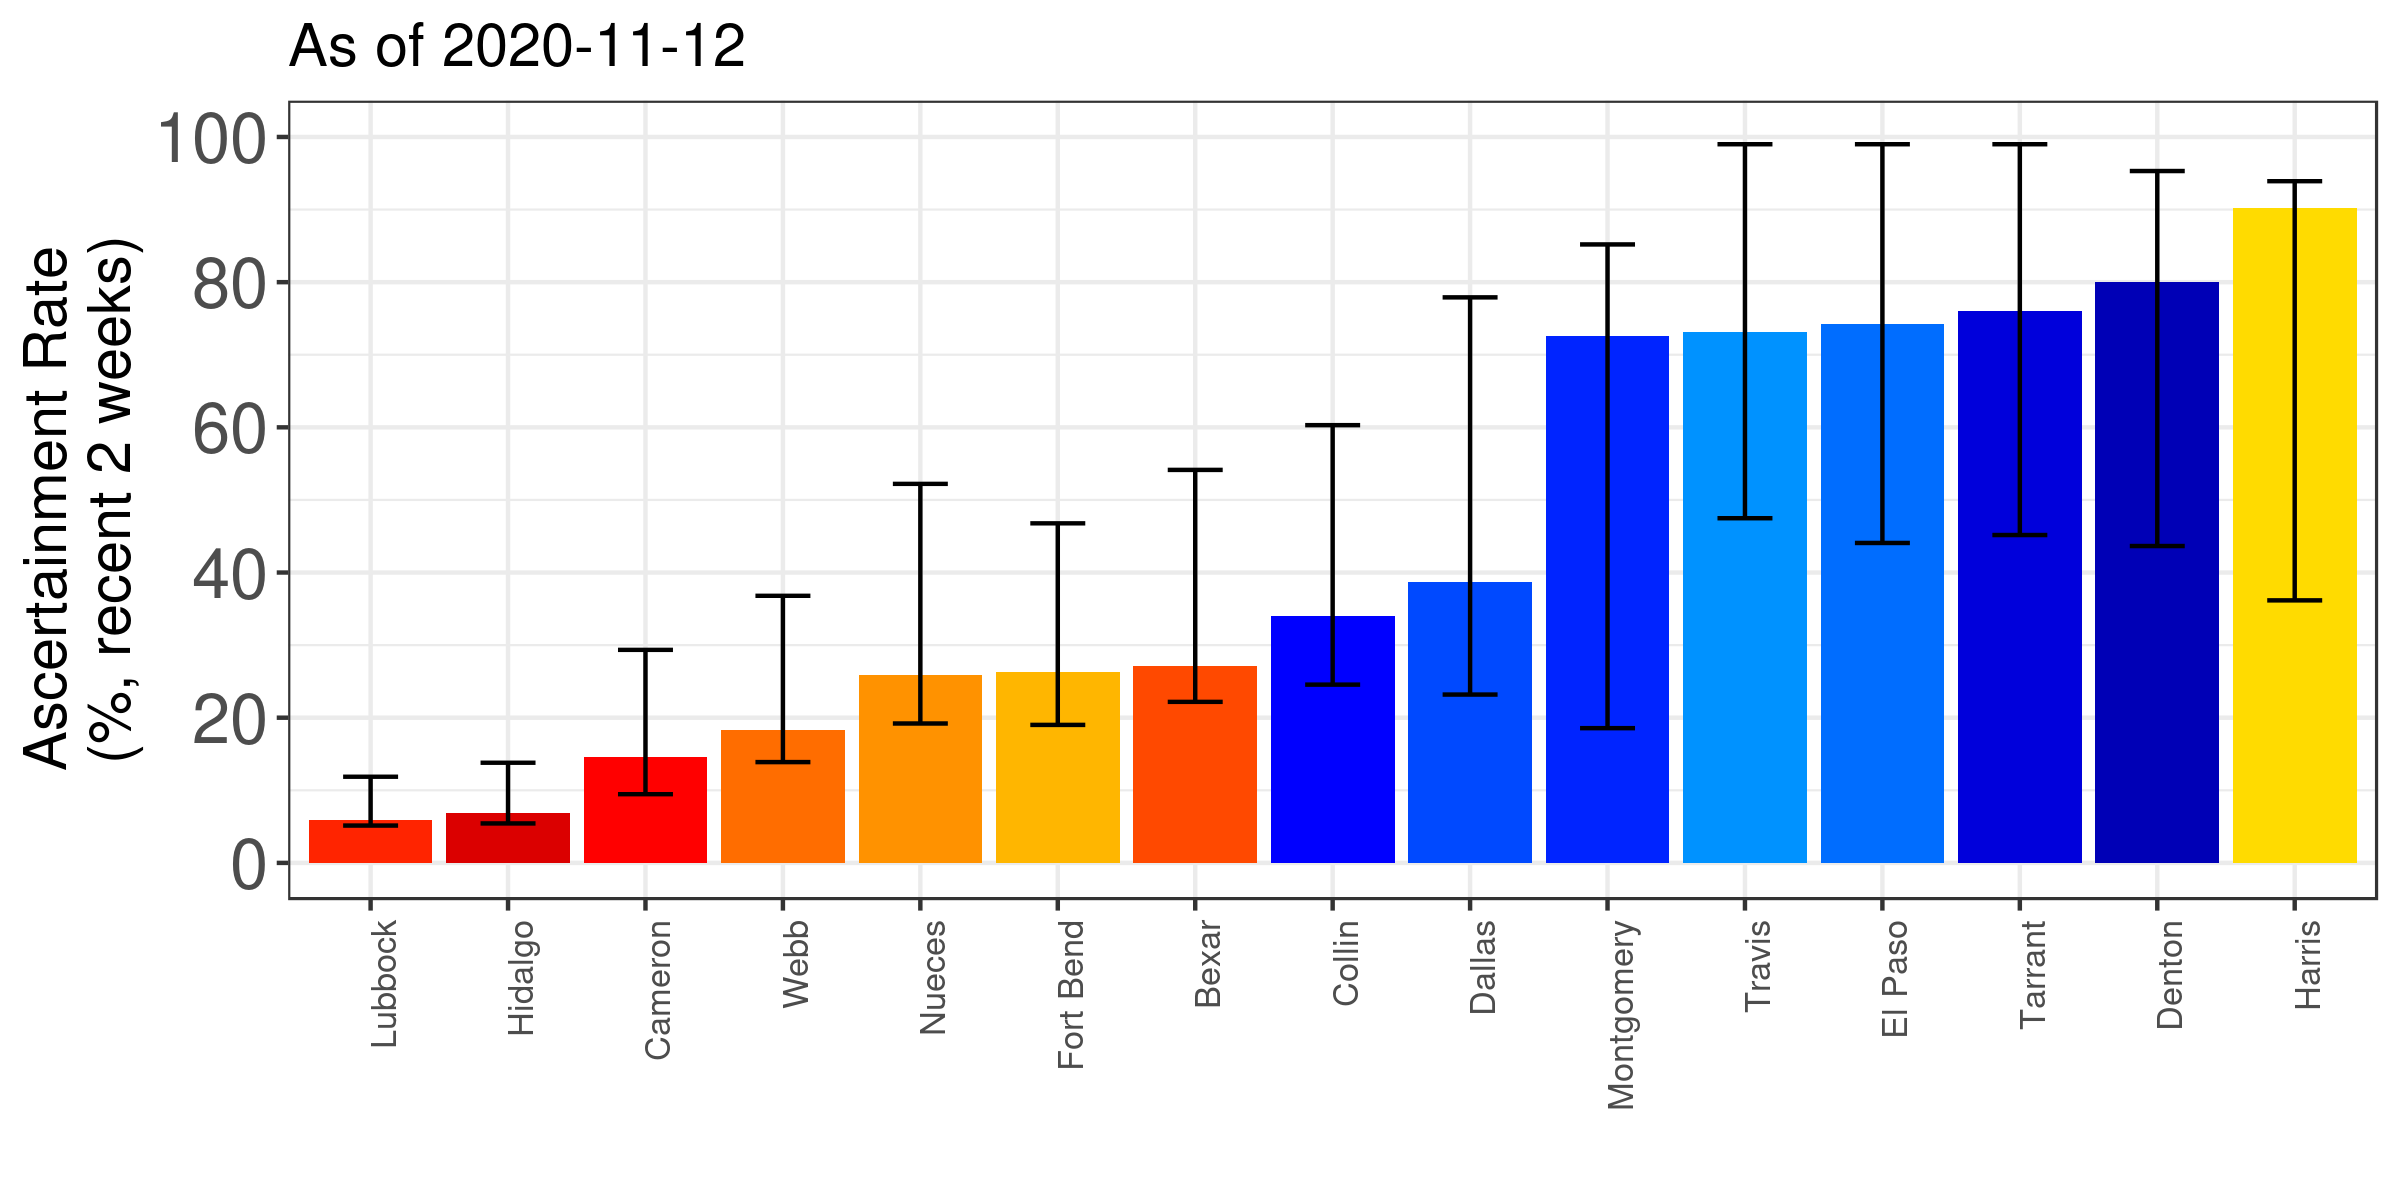 As of 2020-11-12
Ascertainment Rate
(%, recent 2 weeks)
100
80
60
40
20
0
Lubbock
Hidalgo
Cameron
Webb
Nueces
Fort Bend
Bexar
Collin
Dallas
Montgomery
Travis
El Paso
Tarrant
Denton
Harris